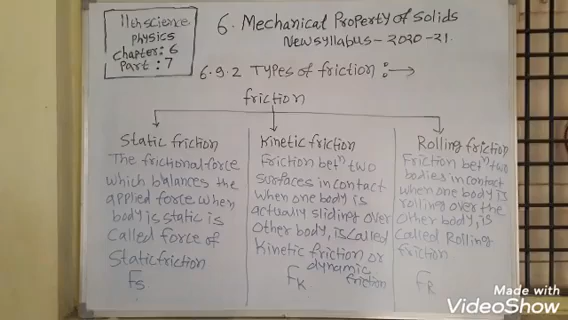 11th science
physics
chapter: 6
Part : 7
6. Mechanical Property of Solids
New syllabus - 2020-21.
6.9.2 Types of friction :→
friction
Static friction
The frictional force
which balances the
applied force when
body is static is
Called force of
Static friction
Fs
Kinetic friction
Friction betn two
surfaces in contact
When one body is
actually sliding over
other body, is called
Kinetic friction or
dynamic
friction
FK
Rolling friction
Friction betn two
bodies in contact
when one body is
rolling over the
other body, is
called Rolling
friction
FR
Made with
VideoShow